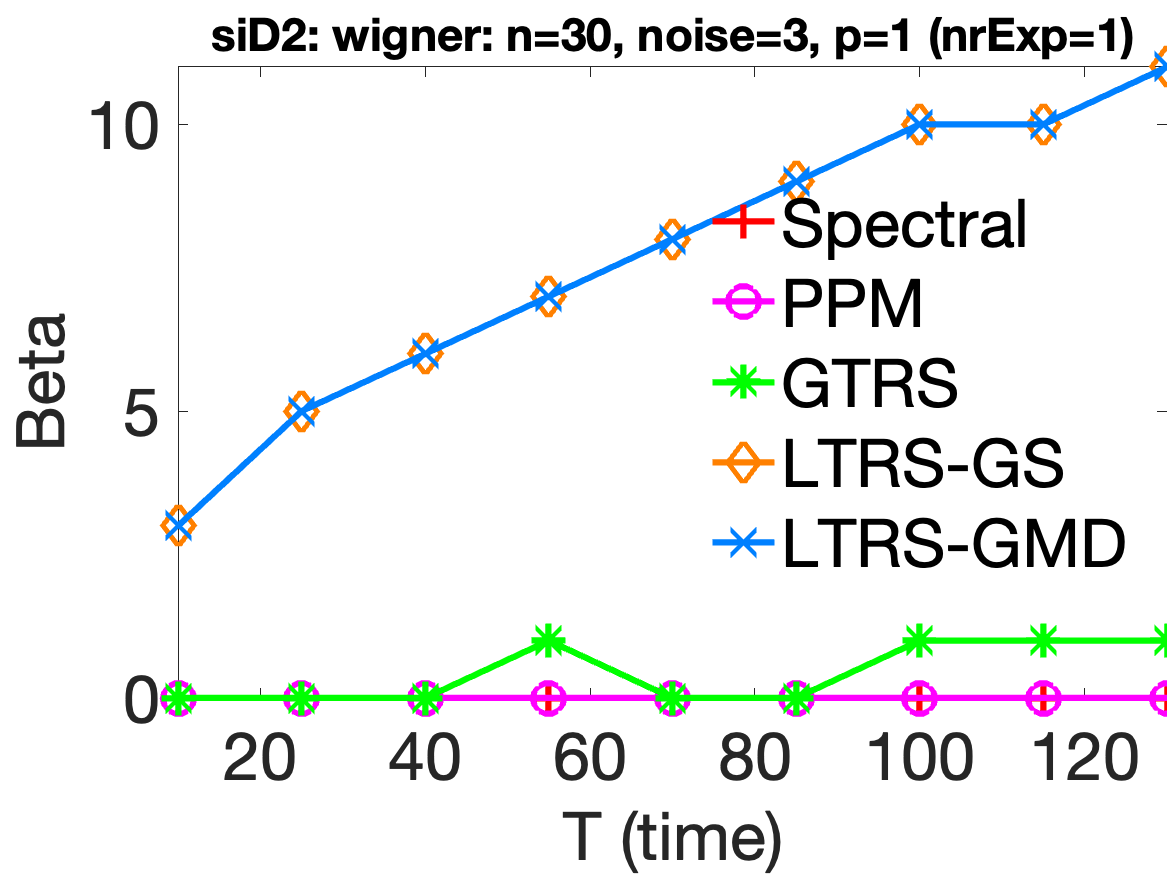 siD2: wigner: n=30, noise=3, p=1 (nrExp=1)
10
5
0
Beta
Spectral
PPM
GTRS
LTRS-GS
LTRS-GMD
20 40 60 80 100 120
T (time)